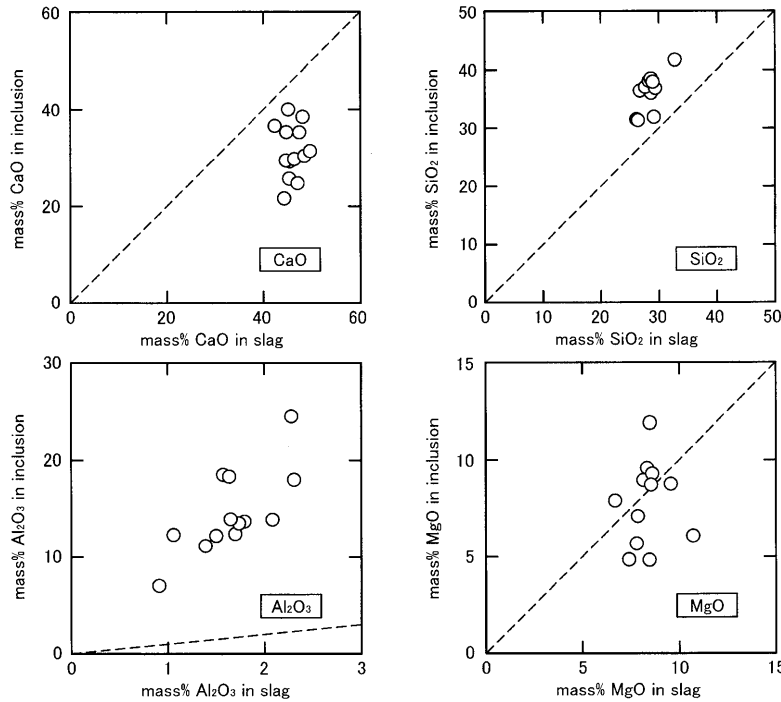 60
40
20
0
mass% CaO in inclusion
CaO
0 20 40 60
mass% CaO in slag
50
40
30
20
10
0
mass% SiO₂ in inclusion
SiO₂
0 10 20 30 40 50
mass% SiO₂ in slag
30
20
10
0
mass% Al₂O₃ in inclusion
Al₂O₃
0 1 2 3
mass% Al₂O₃ in slag
15
10
5
0
mass% MgO in inclusion
MgO
0 5 10 15
mass% MgO in slag